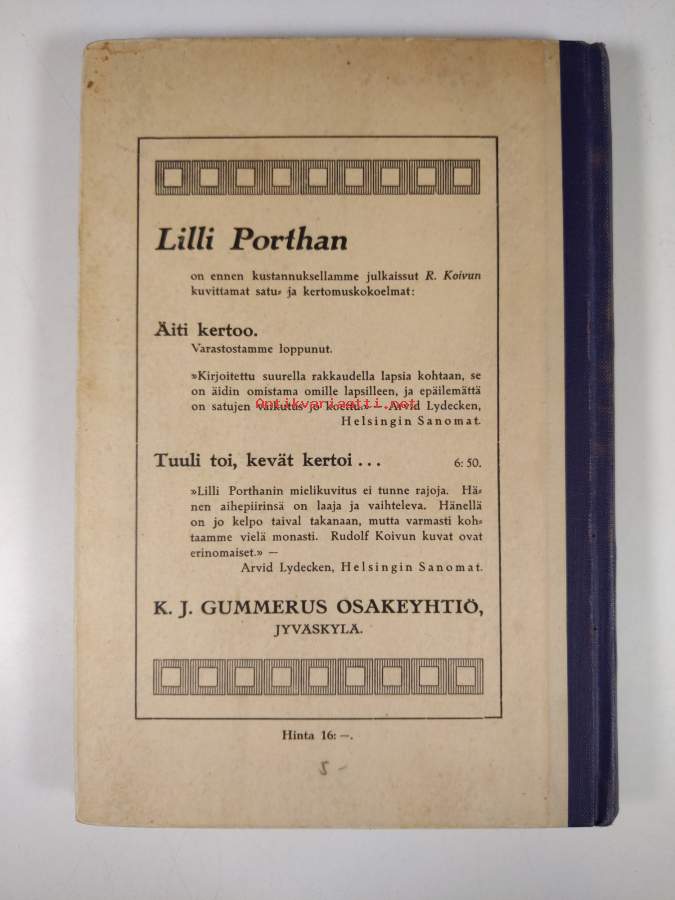 Lilli Porthan
on ennen kustannuksellamme julkaissut R. Koivun
kuvittamat satu- ja kertomuskokoelmat:
Äiti kertoo.
Varastostamme loppunut.
»Kirjoitettu suurella rakkaudella lapsia kohtaan, se
on äidin omistama omille lapsilleen, ja epäilemättä
on satujen vaikutus jo koettu.» — Arvid Lydecken,
Helsingin Sanomat.
antikvariaatti.net
Tuuli toi, kevät kertoi... 6:50.
»Lilli Porthanin mielikuvitus ei tunne rajoja. Hä-
nen aihepiirinsä on laaja ja vaihteleva. Hänellä
on jo kelpo taival takanaan, mutta varmasti koh-
taamme vielä monasti. Rudolf Koivun kuvat ovat
erinomaiset.» —
Arvid Lydecken, Helsingin Sanomat.
K. J. GUMMERUS OSAKEYHTIÖ,
JYVÄSKYLÄ.
Hinta 16:—.